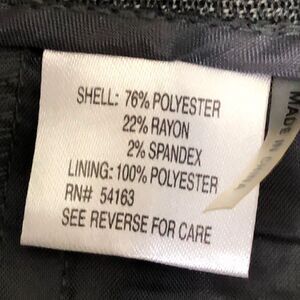 SHELL: 76% POLYESTER
22% RAYON
2% SPANDEX
LINING: 100% POLYESTER
RN# 54163
SEE REVERSE FOR CARE
MADE IN CHINA